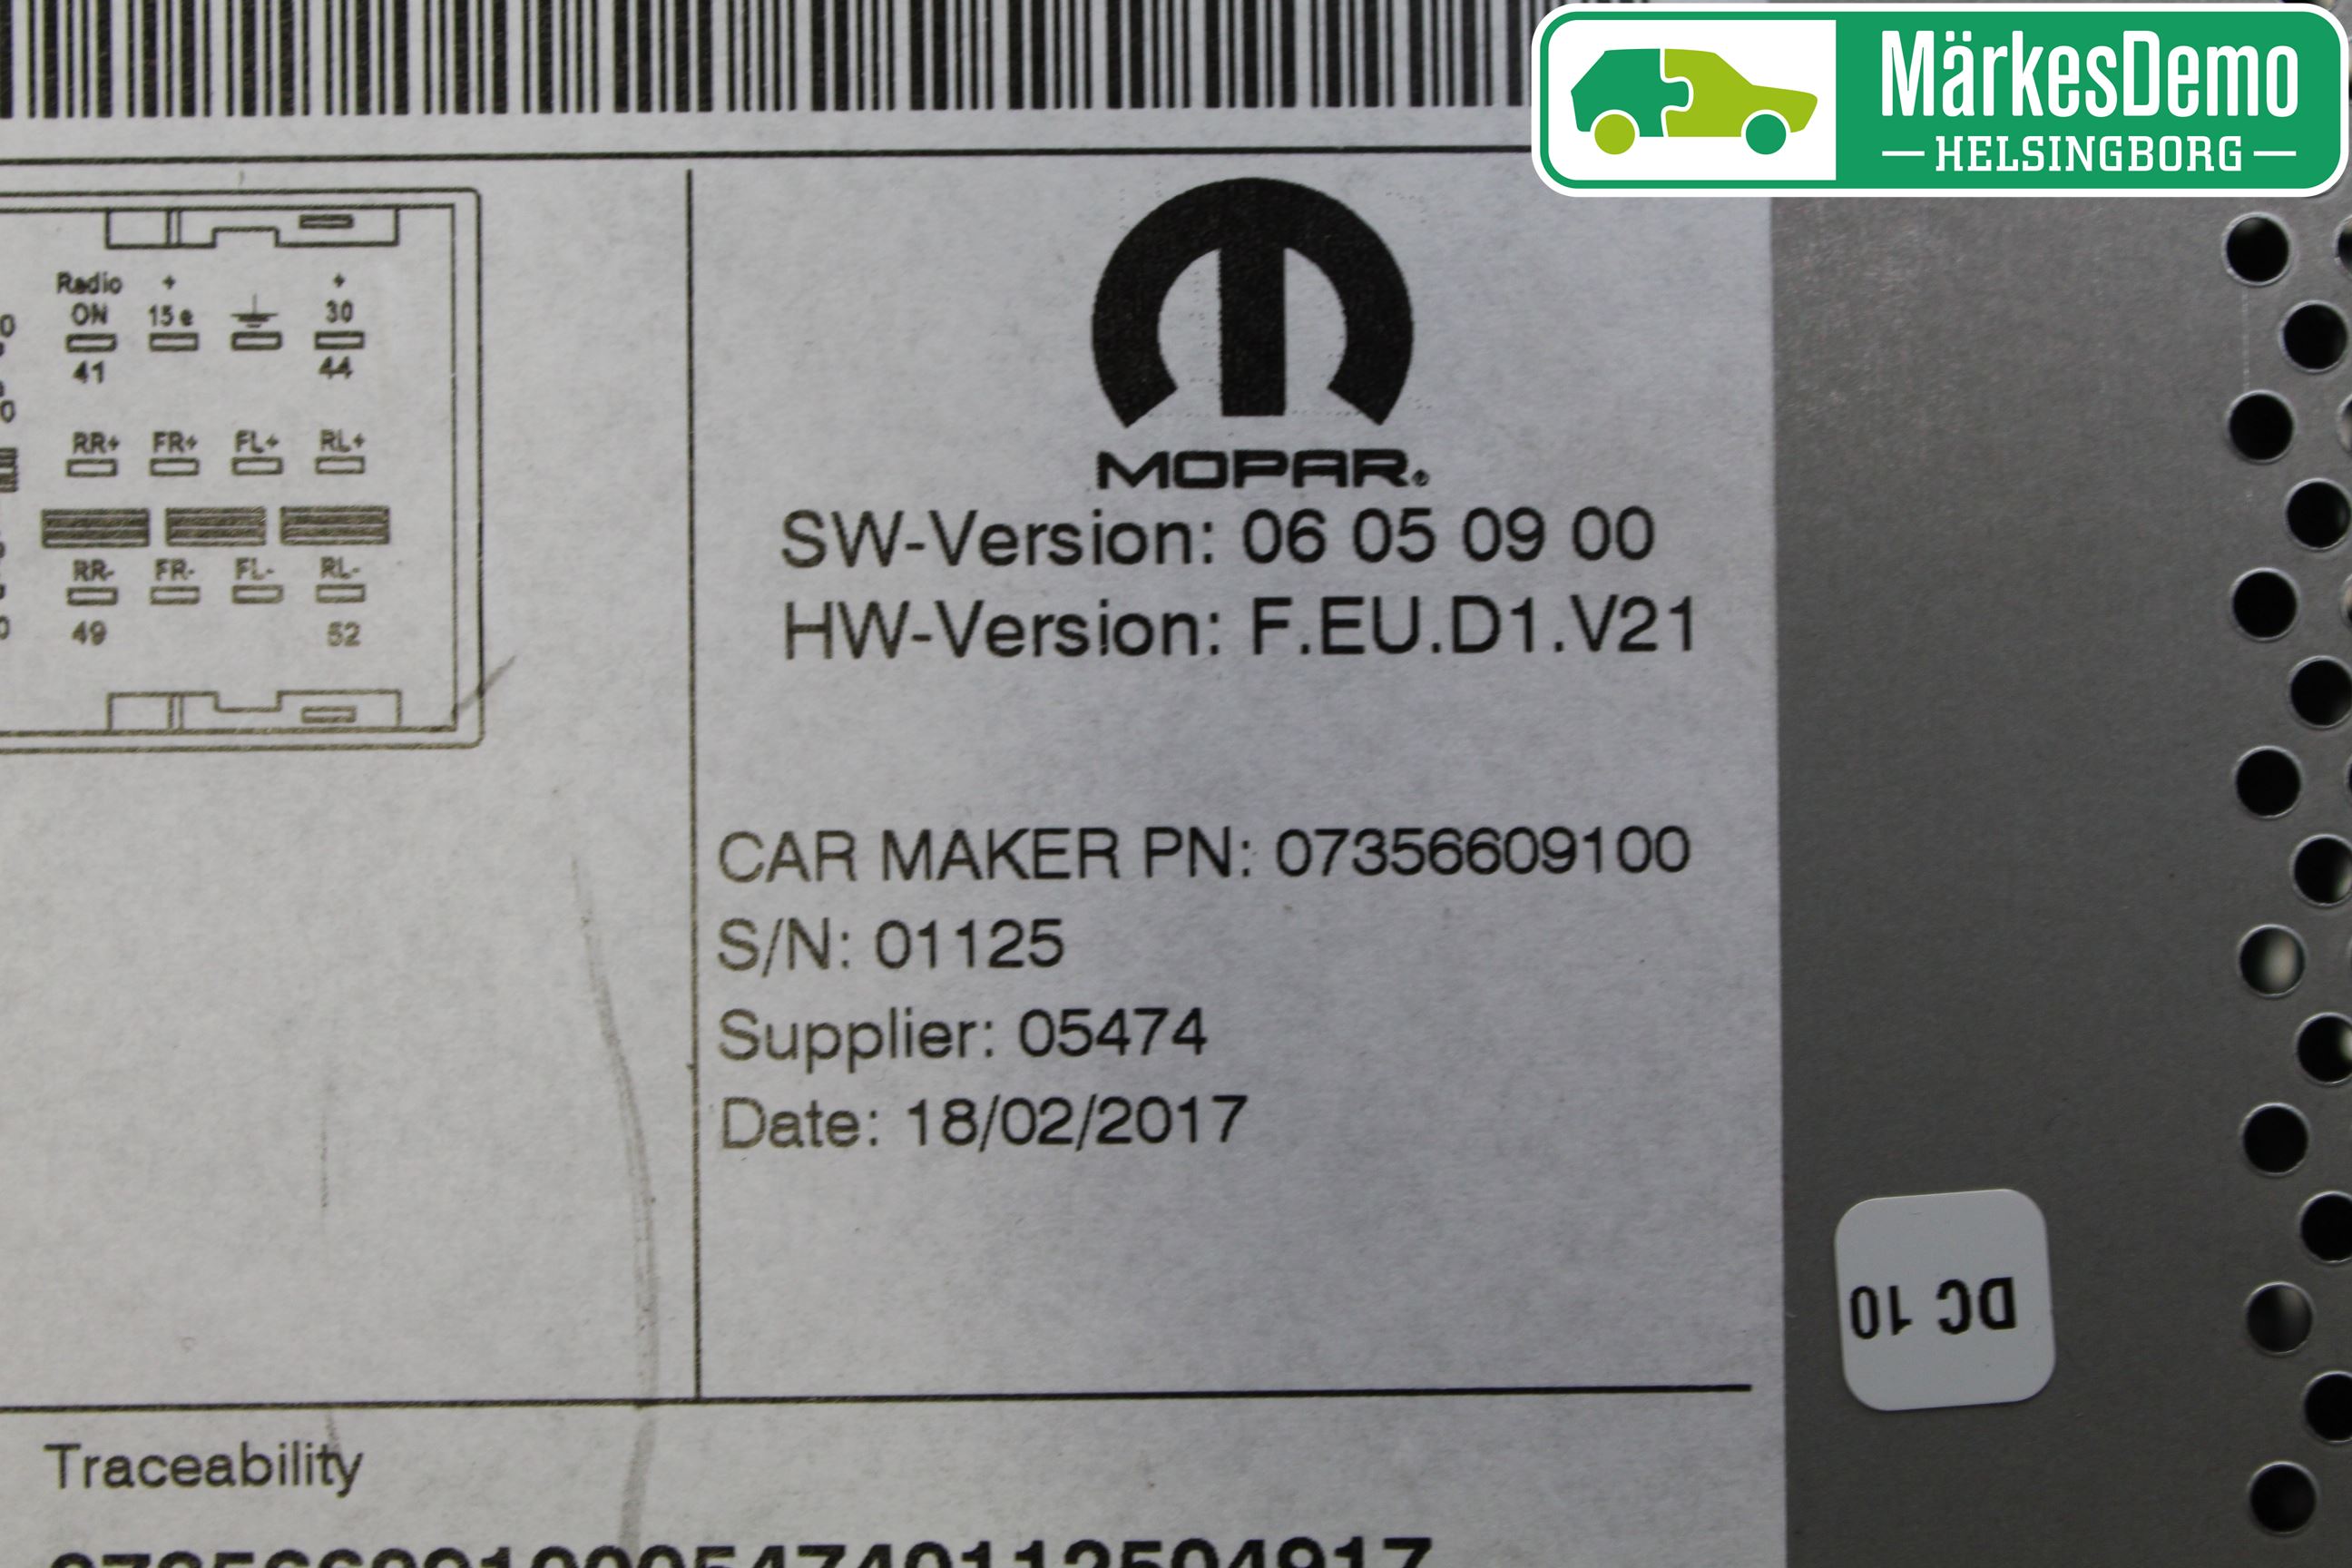 MärkesDemo
HELSINGBORG
Radio + +
ON 15e 30
41 44
RR+ FR+ FL+ RL+
RR- FR- FL- RL-
49 52
MOPAR®
SW-Version: 06 05 09 00
HW-Version: F.EU.D1.V21
CAR MAKER PN: 07356609100
S/N: 01125
Supplier: 05474
Date: 18/02/2017
DC 10
Traceability
07356609100054740112504917